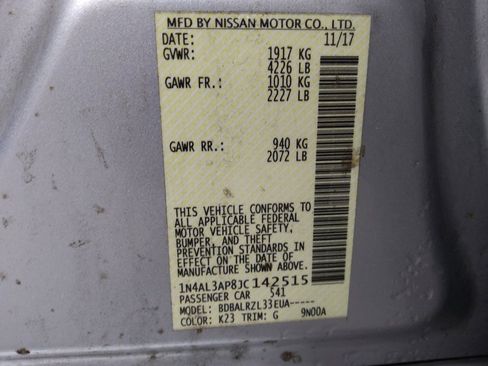 MFD BY NISSAN MOTOR CO., LTD.
DATE: 11/17
GVWR: 1917 KG
4226 LB
GAWR FR.: 1010 KG
2227 LB
GAWR RR.: 940 KG
2072 LB
THIS VEHICLE CONFORMS TO
ALL APPLICABLE FEDERAL
MOTOR VEHICLE SAFETY,
BUMPER, AND THEFT
PREVENTION STANDARDS IN
EFFECT ON THE DATE OF
MANUFACTURE SHOWN ABOVE.
1N4AL3AP8JC142515
PASSENGER CAR 541
MODEL: BDBALRZL33EUA-----
COLOR: K23 TRIM: G 9N00A